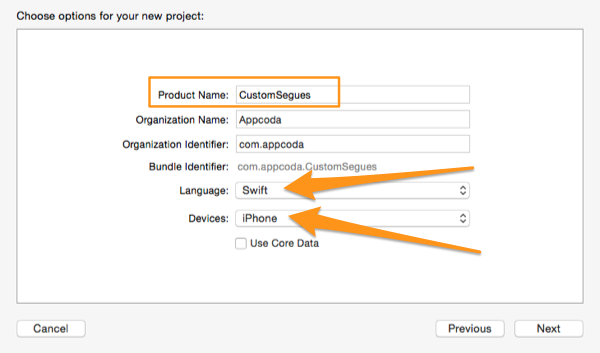 Choose options for your new project:
Product Name: CustomSegues
Organization Name: Appcoda
Organization Identifier: com.appcoda
Bundle Identifier: com.appcoda.CustomSegues
Language: Swift
Devices: iPhone
Use Core Data
Cancel Previous Next